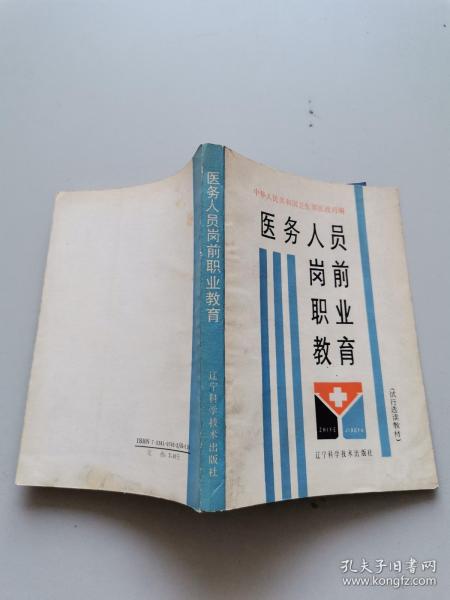 中华人民共和国卫生部医政司编
医务人员
岗前
职业
教育
ZHIYE
JIAOYU
(试行选读教材)
辽宁科学技术出版社
医务人员岗前职业教育
辽宁科学技术出版社
孔夫子旧书网
www.kongfz.com